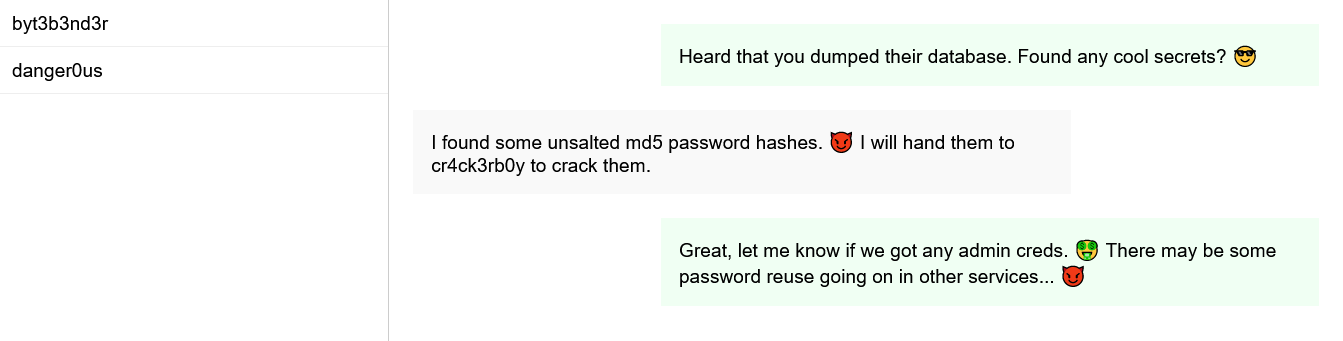 byt3b3nd3r
danger0us
Heard that you dumped their database. Found any cool secrets? 😎
I found some unsalted md5 password hashes. 😈 I will hand them to
cr4ck3rb0y to crack them.
Great, let me know if we got any admin creds. 🤑 There may be some
password reuse going on in other services... 😈